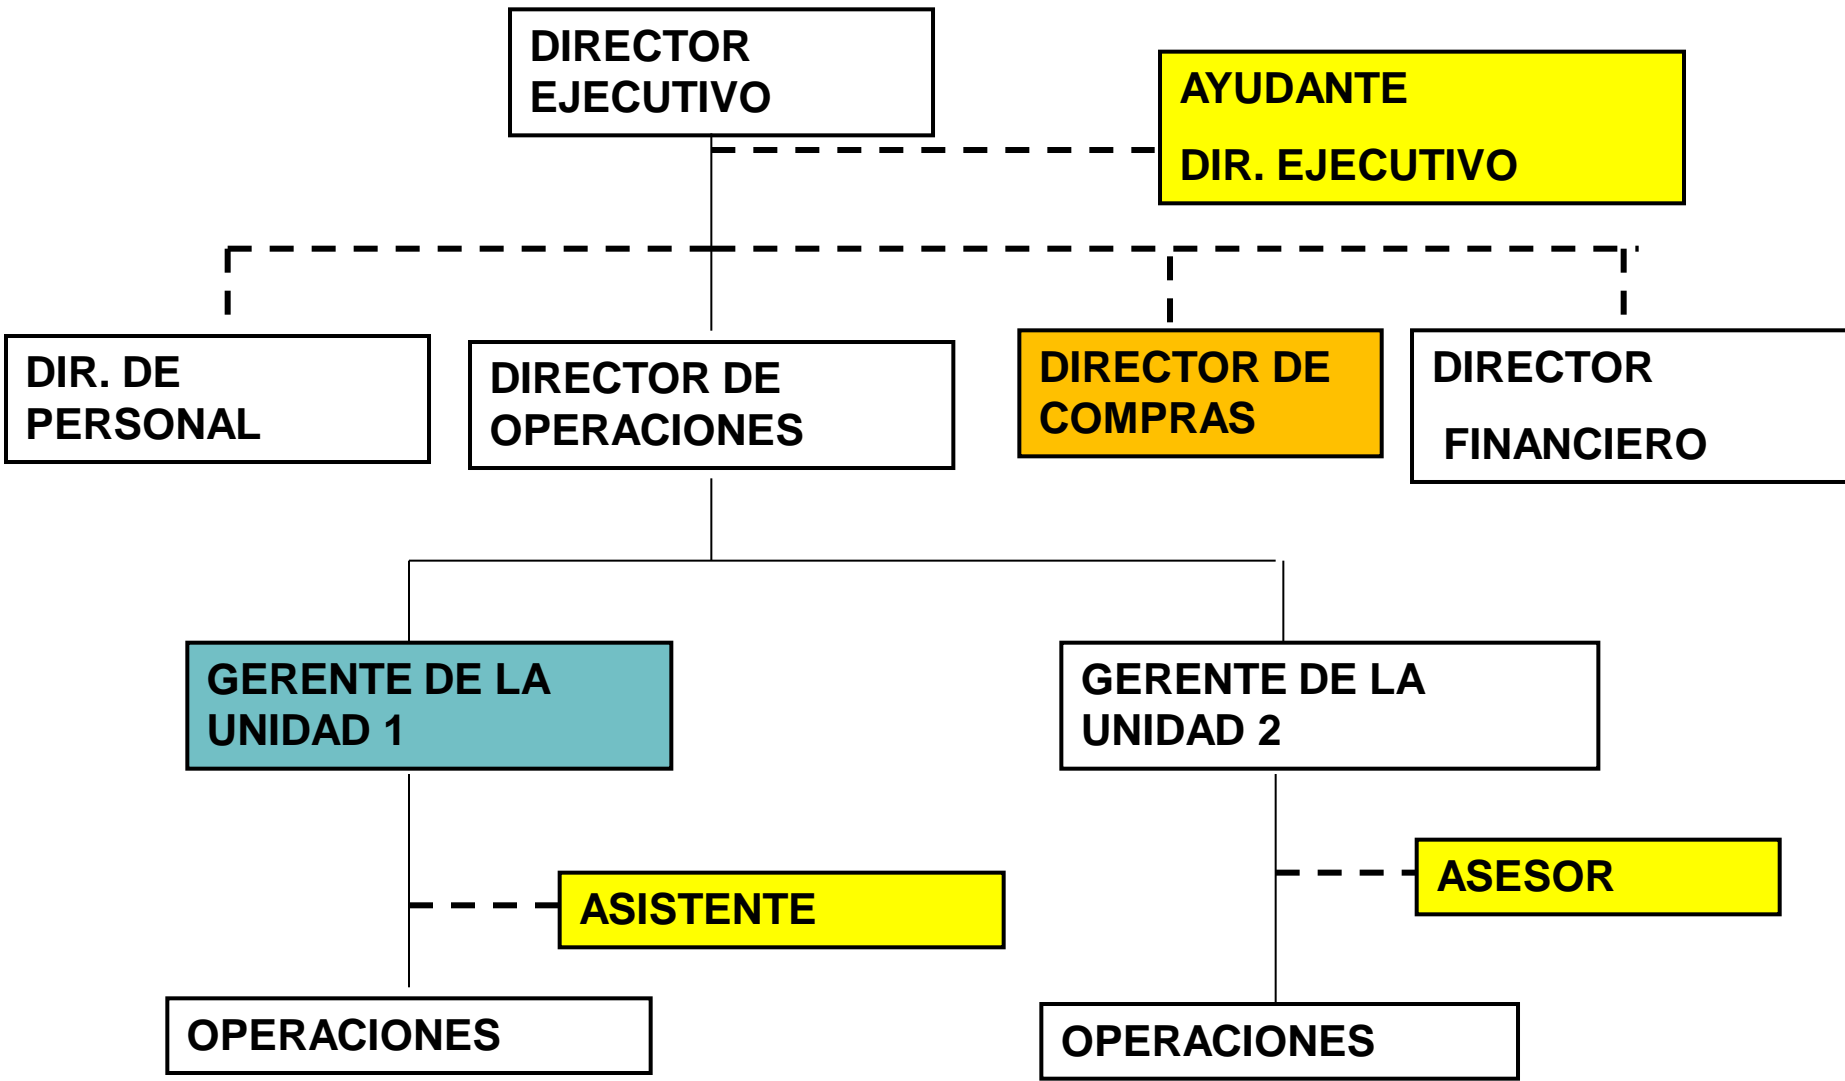 DIRECTOR
EJECUTIVO
AYUDANTE
DIR. EJECUTIVO
DIR. DE
PERSONAL
DIRECTOR DE
OPERACIONES
DIRECTOR DE
COMPRAS
DIRECTOR
FINANCIERO
GERENTE DE LA
UNIDAD 1
GERENTE DE LA
UNIDAD 2
ASISTENTE
ASESOR
OPERACIONES
OPERACIONES